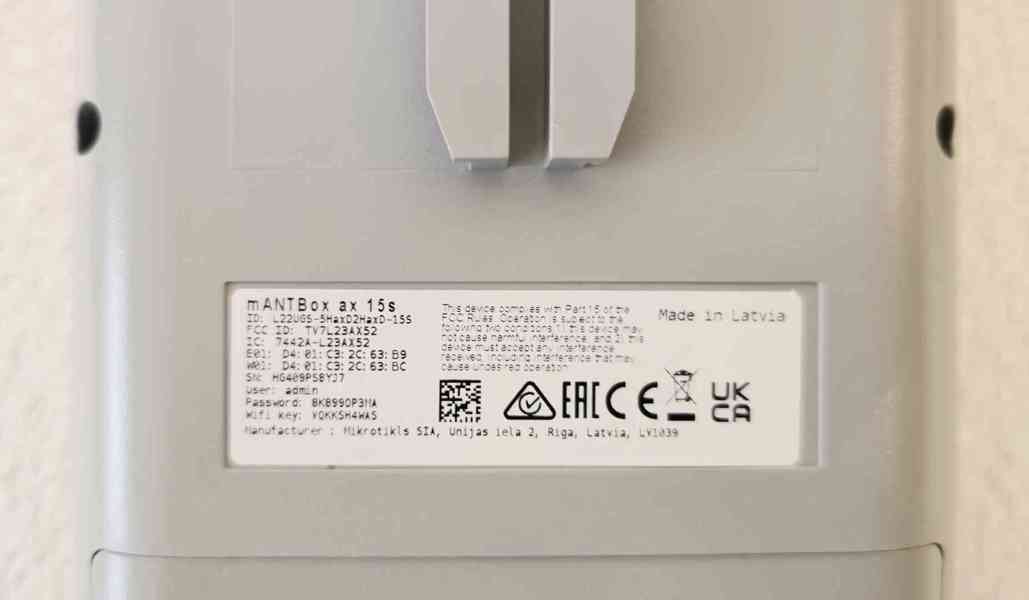 mANTBox ax 15s
ID: L22UGS-5HaxD2HaxD-15S
FCC ID: TV7L23AX52
IC: 7442A-L23AX52
E01: D4:01:C3:2C:63:B9
W01: D4:01:C3:2C:63:BC
SN: HG409PS8YJ7
User: admin
Password: BKB99OP3MA
Wifi key: VQKKSH4WAS
Manufacturer : Mikrotikls SIA, Unijas iela 2, Riga, Latvia, LV1039
This device complies with Part 15 of the
FCC Rules. Operation is subject to the
following two conditions: 1) this device may
not cause harmful interference, and 2) this
device must accept any interference
received, including interference that may
cause undesired operation.
Made in Latvia
EAC CE UK
CA